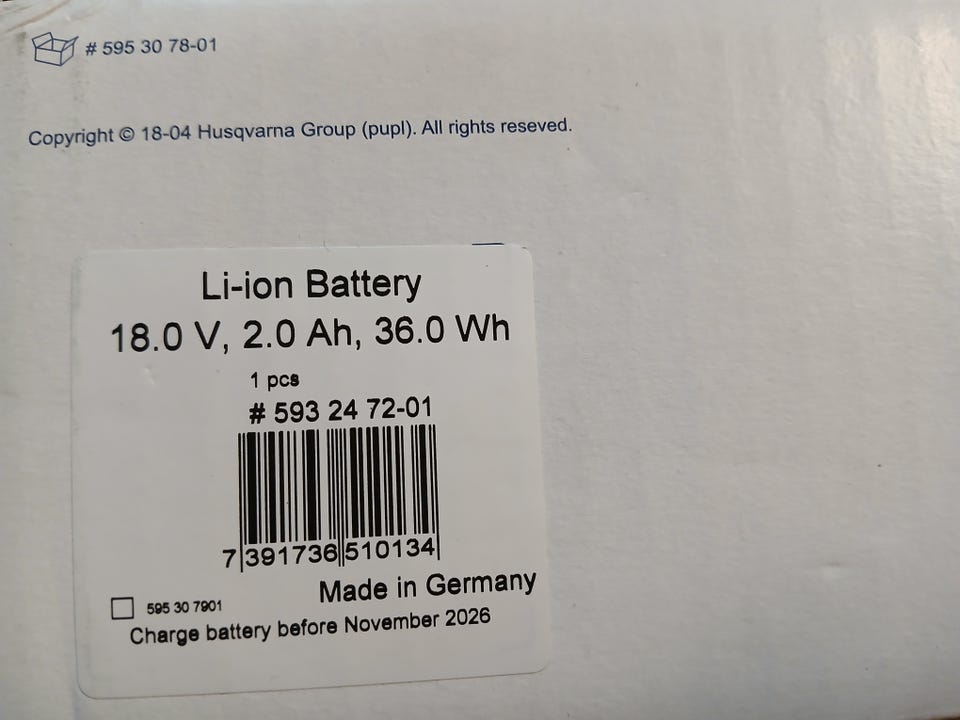 # 595 30 78-01
Copyright © 18-04 Husqvarna Group (pupl). All rights reseved.
Li-ion Battery
18.0 V, 2.0 Ah, 36.0 Wh
1 pcs
# 593 24 72-01
7 391736 510134
Made in Germany
595 30 7901
Charge battery before November 2026